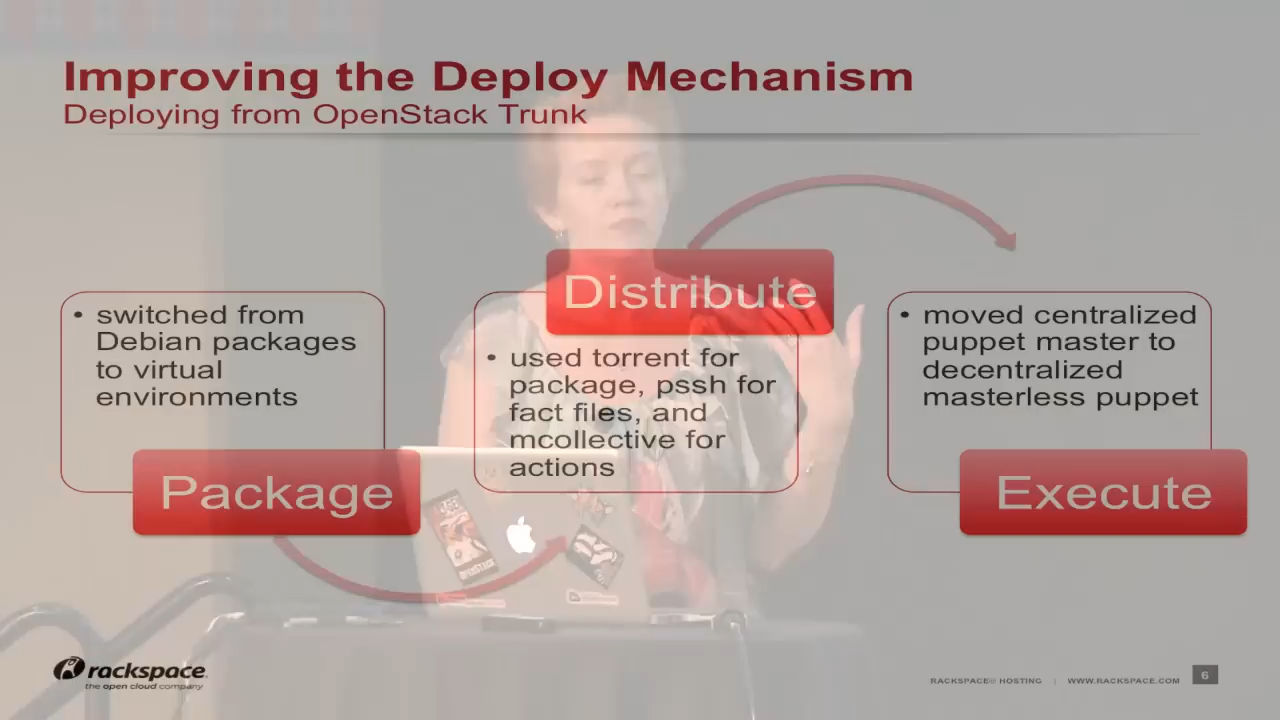 Improving the Deploy Mechanism
Deploying from OpenStack Trunk
• switched from
Debian packages
to virtual
environments
Package
Distribute
• used torrent for
package, pssh for
fact files, and
mcollective for
actions
• moved centralized
puppet master to
decentralized
masterless puppet
Execute
OPENSTACK
rackspace
the open cloud company
RACKSPACE® HOSTING | WWW.RACKSPACE.COM 6